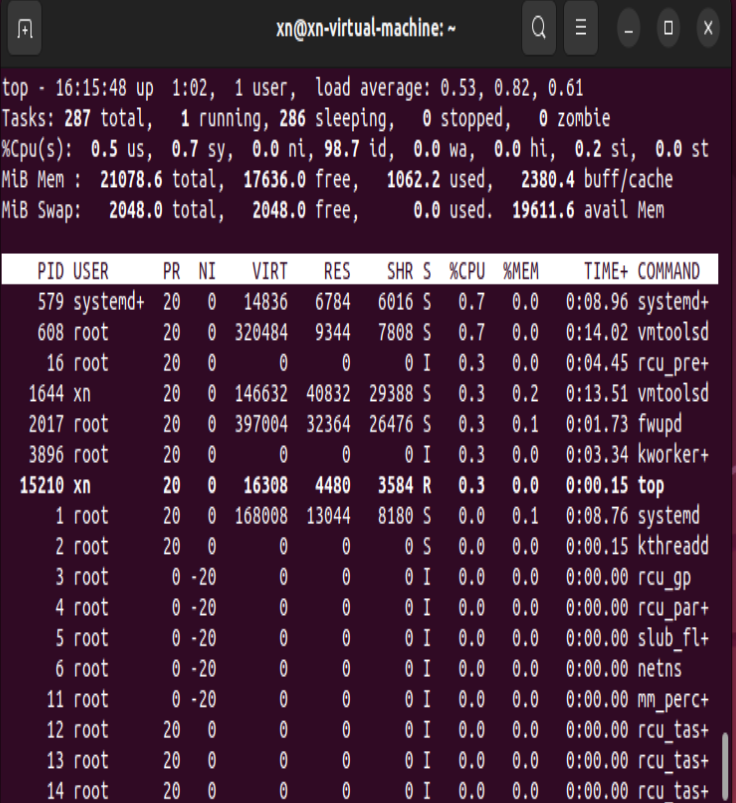 xn@xn-virtual-machine: ~
top - 16:15:48 up  1:02,  1 user,  load average: 0.53, 0.82, 0.61
Tasks: 287 total,   1 running, 286 sleeping,   0 stopped,   0 zombie
%Cpu(s):  0.5 us,  0.7 sy,  0.0 ni, 98.7 id,  0.0 wa,  0.0 hi,  0.2 si,  0.0 st
MiB Mem :  21078.6 total,  17636.0 free,   1062.2 used,   2380.4 buff/cache
MiB Swap:   2048.0 total,   2048.0 free,      0.0 used.  19611.6 avail Mem
PID USER      PR  NI    VIRT    RES    SHR S  %CPU  %MEM     TIME+ COMMAND
579 systemd+  20   0   14836   6784   6016 S   0.7   0.0   0:08.96 systemd+
608 root      20   0  320484   9344   7808 S   0.7   0.0   0:14.02 vmtoolsd
16 root      20   0       0      0      0 I   0.3   0.0   0:04.45 rcu_pre+
1644 xn        20   0  146632  40832  29388 S   0.3   0.2   0:13.51 vmtoolsd
2017 root      20   0  397004  32364  26476 S   0.3   0.1   0:01.73 fwupd
3896 root      20   0       0      0      0 I   0.3   0.0   0:03.34 kworker+
15210 xn        20   0   16308   4480   3584 R   0.3   0.0   0:00.15 top
1 root      20   0  168008  13044   8180 S   0.0   0.1   0:08.76 systemd
2 root      20   0       0      0      0 S   0.0   0.0   0:00.15 kthreadd
3 root       0 -20       0      0      0 I   0.0   0.0   0:00.00 rcu_gp
4 root       0 -20       0      0      0 I   0.0   0.0   0:00.00 rcu_par+
5 root       0 -20       0      0      0 I   0.0   0.0   0:00.00 slub_fl+
6 root       0 -20       0      0      0 I   0.0   0.0   0:00.00 netns
11 root       0 -20       0      0      0 I   0.0   0.0   0:00.00 mm_perc+
12 root      20   0       0      0      0 I   0.0   0.0   0:00.00 rcu_tas+
13 root      20   0       0      0      0 I   0.0   0.0   0:00.00 rcu_tas+
14 root      20   0       0      0      0 I   0.0   0.0   0:00.00 rcu_tas+